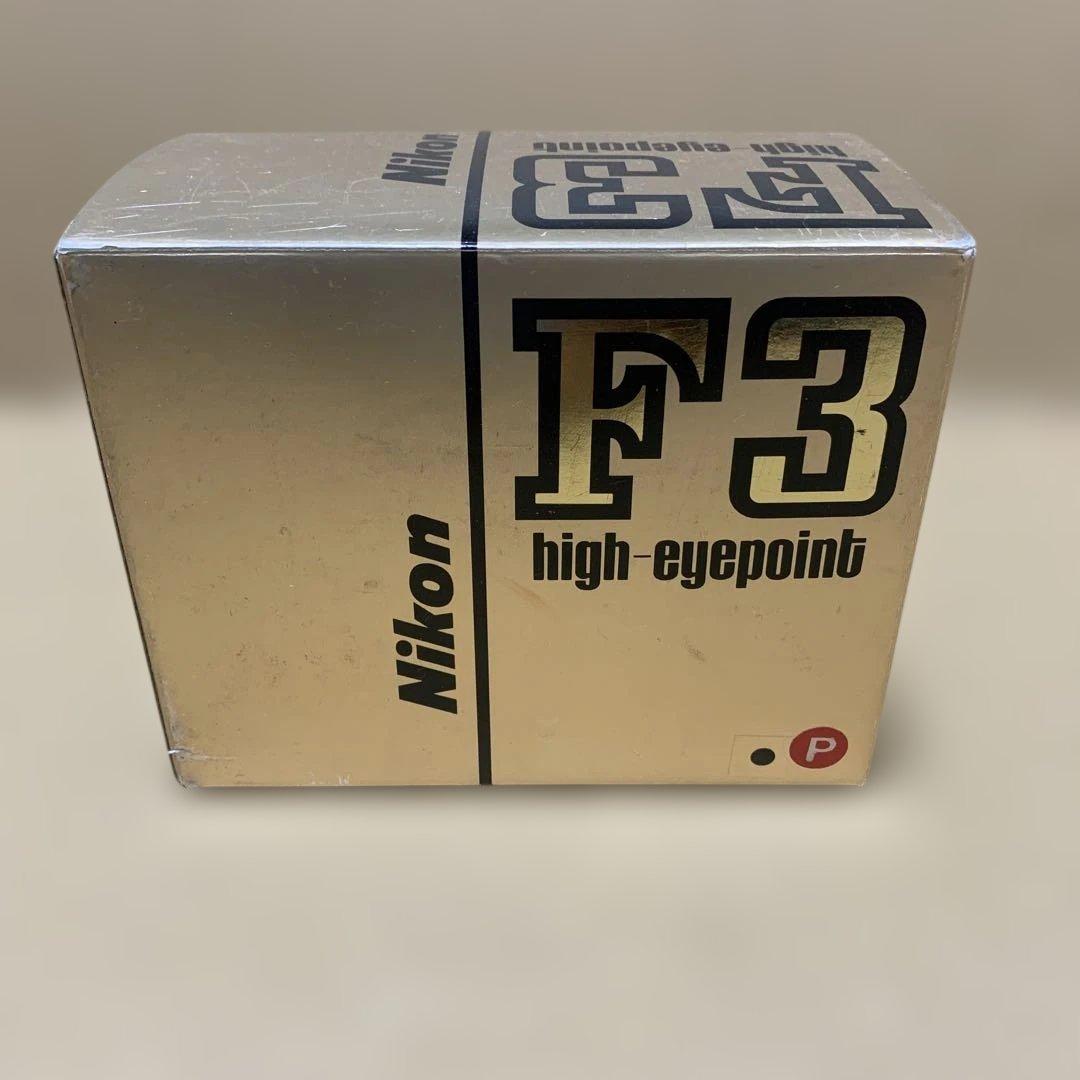 Nikon
high-eyepoint
F3
F3
high-eyepoint
Nikon
P